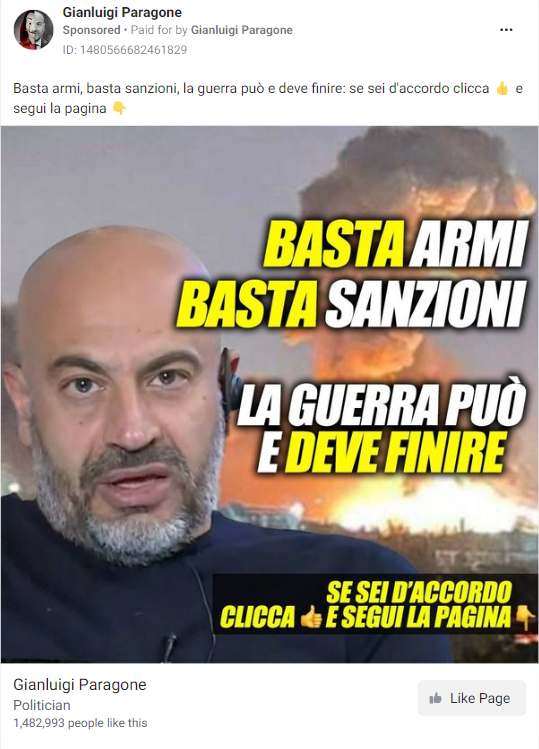 Gianluigi Paragone
Sponsored • Paid for by Gianluigi Paragone
ID: 1480566682461829
Basta armi, basta sanzioni, la guerra può e deve finire: se sei d'accordo clicca 👍 e
segui la pagina 👇
BASTA ARMI
BASTA SANZIONI
LA GUERRA PUÒ
E DEVE FINIRE
SE SEI D'ACCORDO
CLICCA 👍 E SEGUI LA PAGINA 👇
Gianluigi Paragone
Politician
1,482,993 people like this
Like Page